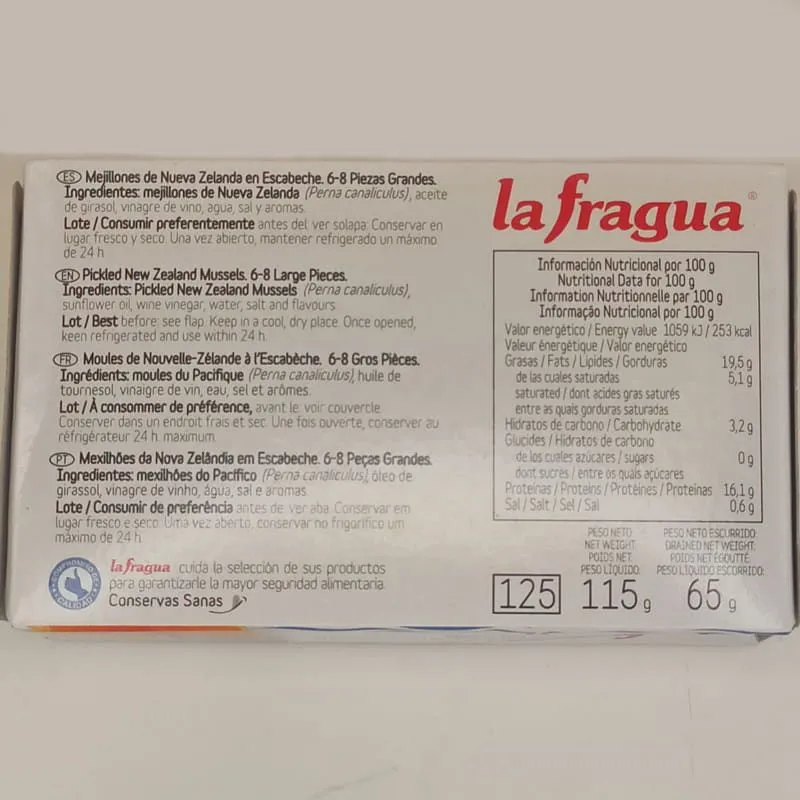 ES Mejillones de Nueva Zelanda en Escabeche. 6-8 Piezas Grandes.
Ingredientes: mejillones de Nueva Zelanda (Perna canaliculus), aceite
de girasol, vinagre de vino, agua, sal y aromas.
Lote / Consumir preferentemente antes del: ver solapa. Conservar en
lugar fresco y seco. Una vez abierto, mantener refrigerado un máximo
de 24 h.
EN Pickled New Zealand Mussels. 6-8 Large Pieces.
Ingredients: Pickled New Zealand Mussels (Perna canaliculus),
sunflower oil, wine vinegar, water, salt and flavours.
Lot / Best before: see flap. Keep in a cool, dry place. Once opened,
keen refrigerated and use within 24 h.
FR Moules de Nouvelle-Zélande à l'Escabèche. 6-8 Gros Pièces.
Ingrédients: moules du Pacifique (Perna canaliculus), huile de
tournesol, vinaigre de vin, eau, sel et arômes.
Lot / À consommer de préférence, avant le: voir couvercle.
Conserver dans un endroit frais et sec. Une fois ouverte, conserver au
réfrigérateur 24 h. maximum.
PT Mexilhões da Nova Zelândia em Escabeche. 6-8 Peças Grandes.
Ingredientes: mexilhões do Pacífico (Perna canaliculus), óleo de
girassol, vinagre de vinho, água, sal e aromas.
Lote / Consumir de preferência antes de: ver aba. Conservar em
lugar fresco e seco. Uma vez aberto, conservar no frigorífico um
máximo de 24 h.
COMPROMISO DE CALIDAD
la fragua cuida la selección de sus productos
para garantizarle la mayor seguridad alimentaria.
Conservas Sanas
la fragua ®
Información Nutricional por 100 g
Nutritional Data for 100 g
Information Nutritionnelle par 100 g
Informação Nutricional por 100 g
Valor energético / Energy value 1059 kJ / 253 kcal
Valeur énergétique / Valor energético
Grasas / Fats / Lipides / Gorduras 19,5 g
de las cuales saturadas 5,1 g
saturated / dont acides gras saturés
entre as quais gorduras saturadas
Hidratos de carbono / Carbohydrate 3,2 g
Glucides / Hidratos de carbono
de los cuales azúcares / sugars 0 g
dont sucres / entre os quais açúcares
Proteínas / Proteins / Protéines / Proteínas 16,1 g
Sal / Salt / Sel / Sal 0,6 g
PESO NETO PESO NETO ESCURRIDO:
NET WEIGHT DRAINED NET WEIGHT:
POIDS NET POIDS NET ÉGOUTTÉ:
PESO LÍQUIDO: PESO LÍQUIDO ESCORRIDO:
125 115 g 65 g